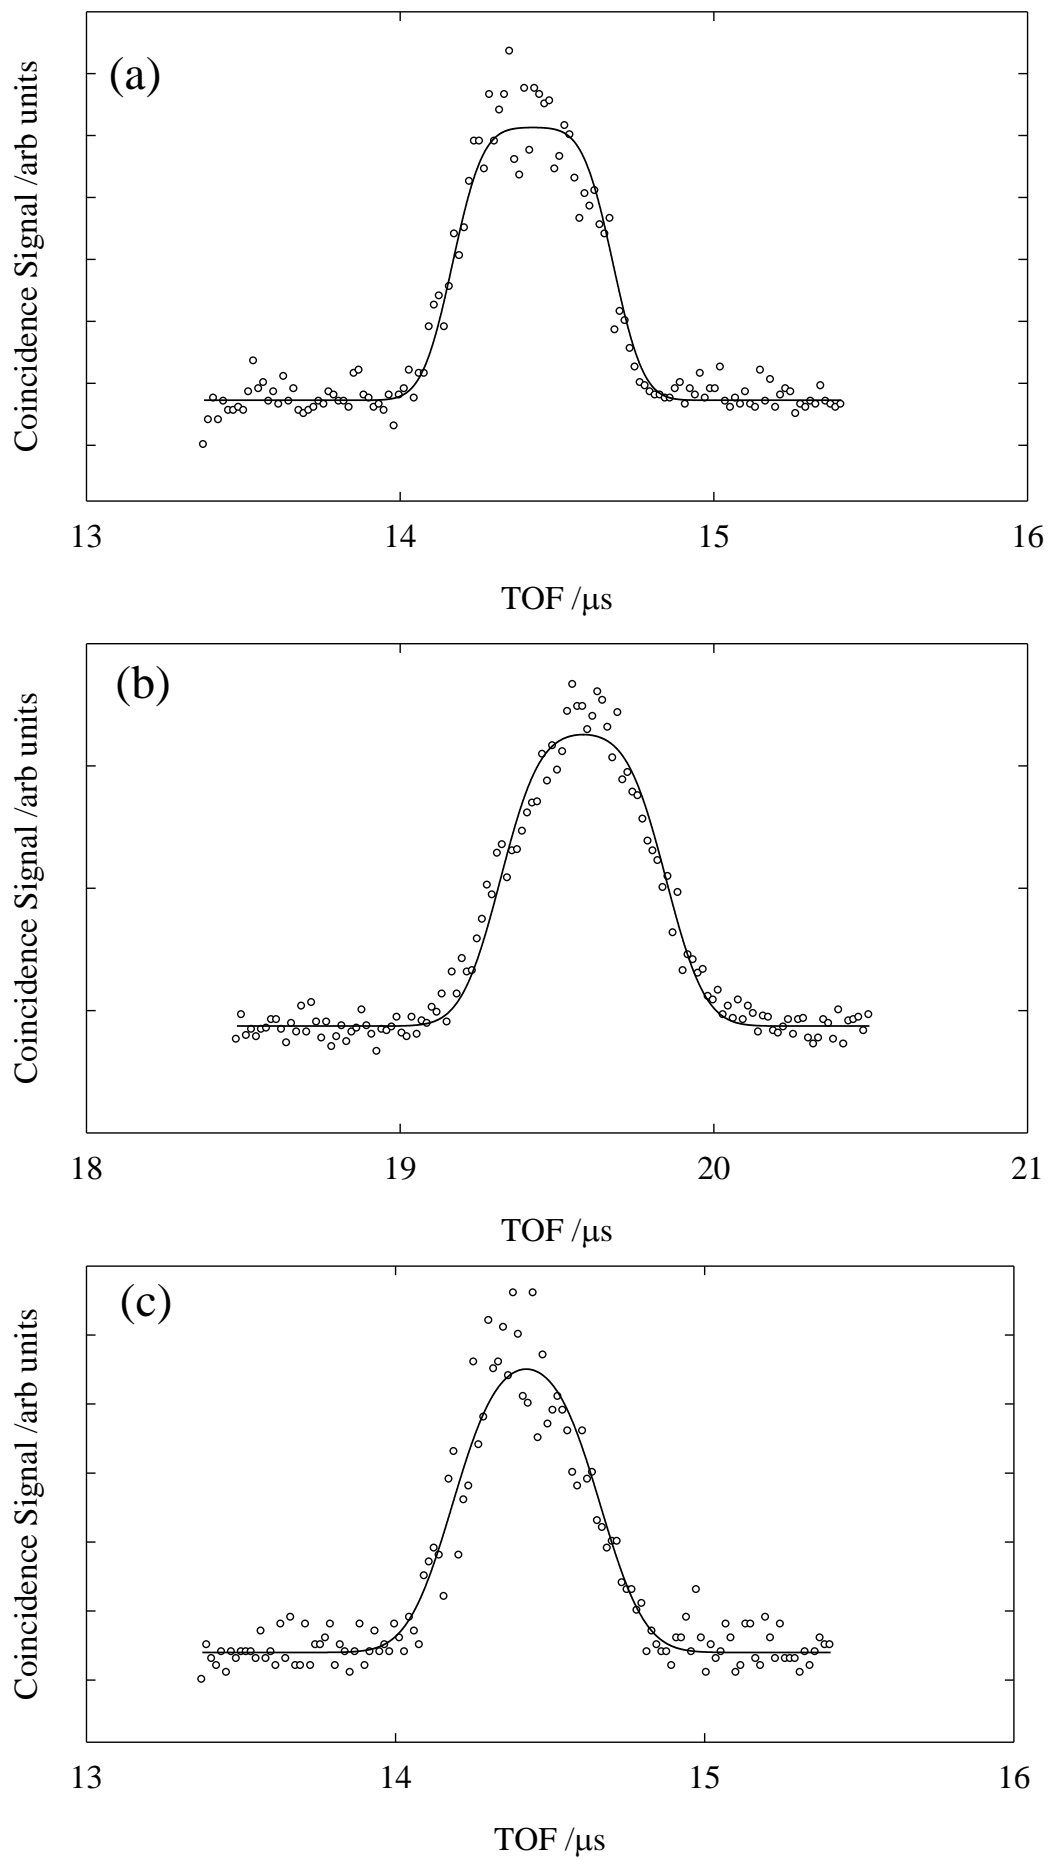 (a)
Coincidence Signal /arb units
13 14 15 16
TOF /μs
(b)
Coincidence Signal /arb units
18 19 20 21
TOF /μs
(c)
Coincidence Signal /arb units
13 14 15 16
TOF /μs